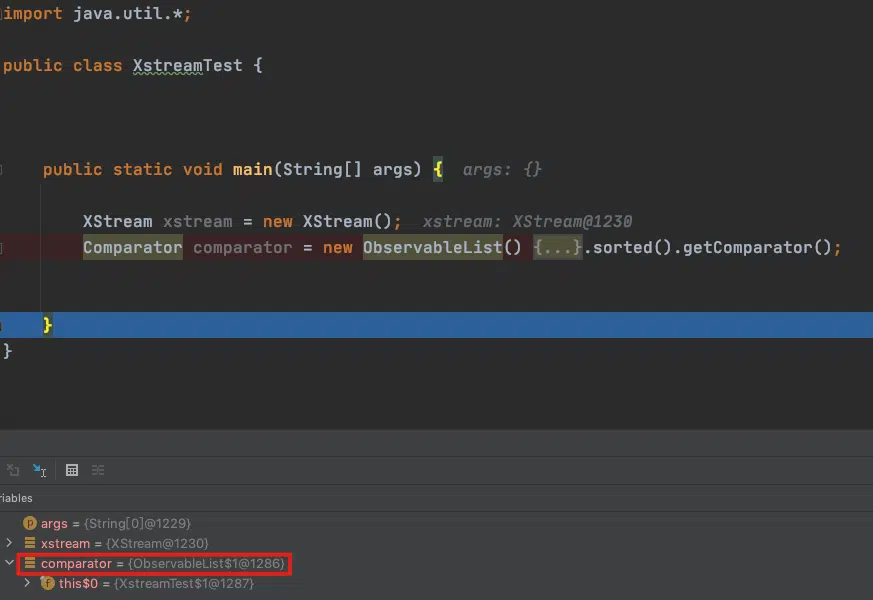 import java.util.*;
public class XstreamTest {
public static void main(String[] args) { args: {}
XStream xstream = new XStream(); xstream: XStream@1230
Comparator comparator = new ObservableList() {...}.sorted().getComparator();
}
}
riables
p args = {String[0]@1229}
xstream = {XStream@1230}
comparator = {ObservableList$1@1286}
f this$0 = {XstreamTest$1@1287}